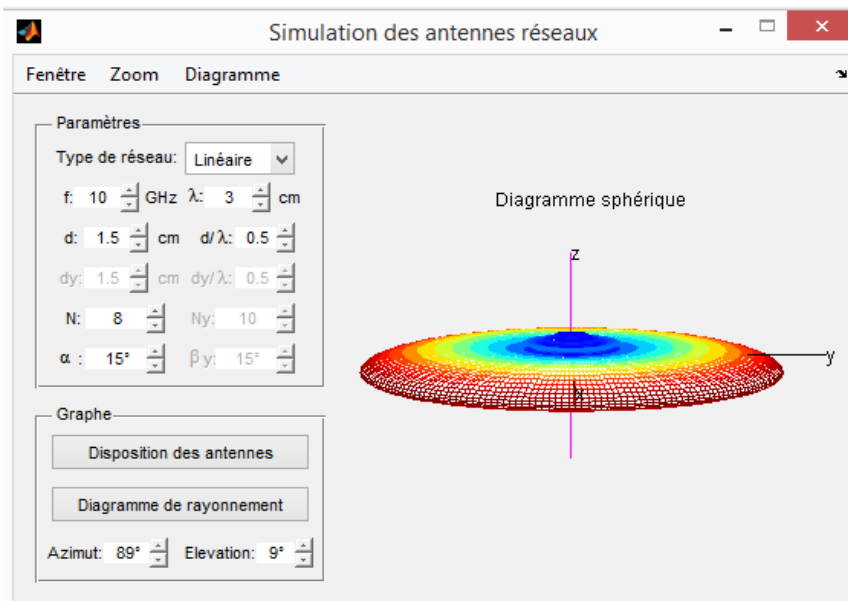 Simulation des antennes réseaux
Fenêtre Zoom Diagramme
Paramètres
Type de réseau: Linéaire
f: 10 GHz λ: 3 cm
d: 1.5 cm d/λ: 0.5
dy: 1.5 cm dy/λ: 0.5
N: 8 Ny: 10
α : 15° βy: 15°
Graphe
Disposition des antennes
Diagramme de rayonnement
Azimut: 89° Elevation: 9°
Diagramme sphérique
z
y
x